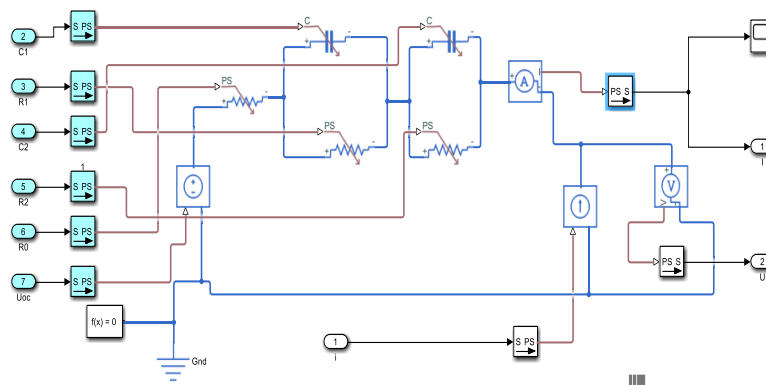 2
C1
S PS
C
C
3
R1
S PS
PS
4
C2
S PS
PS
PS
A
I
PS S
1
I
5
R2
1
S PS
6
R0
S PS
V
V
7
Uoc
S PS
PS S
2
U
f(x) = 0
Gnd
1
I
S PS